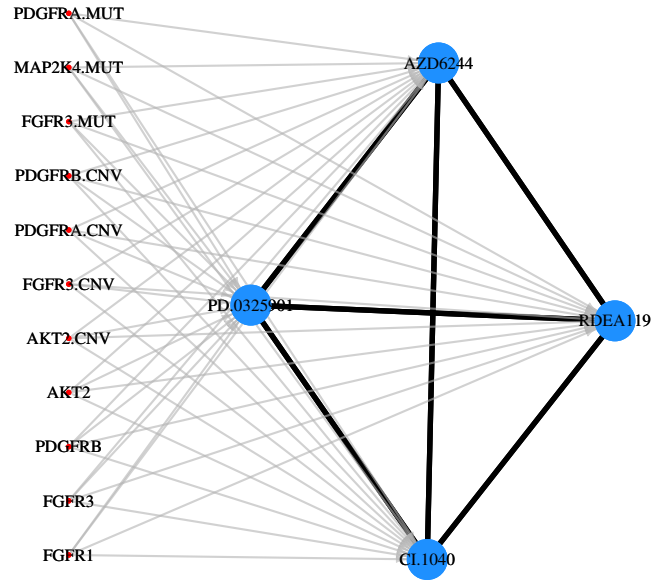 PDGFRA.MUT
MAP2K4.MUT
FGFR3.MUT
PDGFRB.CNV
PDGFRA.CNV
FGFR3.CNV
AKT2.CNV
AKT2
PDGFRB
FGFR3
FGFR1
AZD6244
PD.0325901
RDEA119
CI.1040